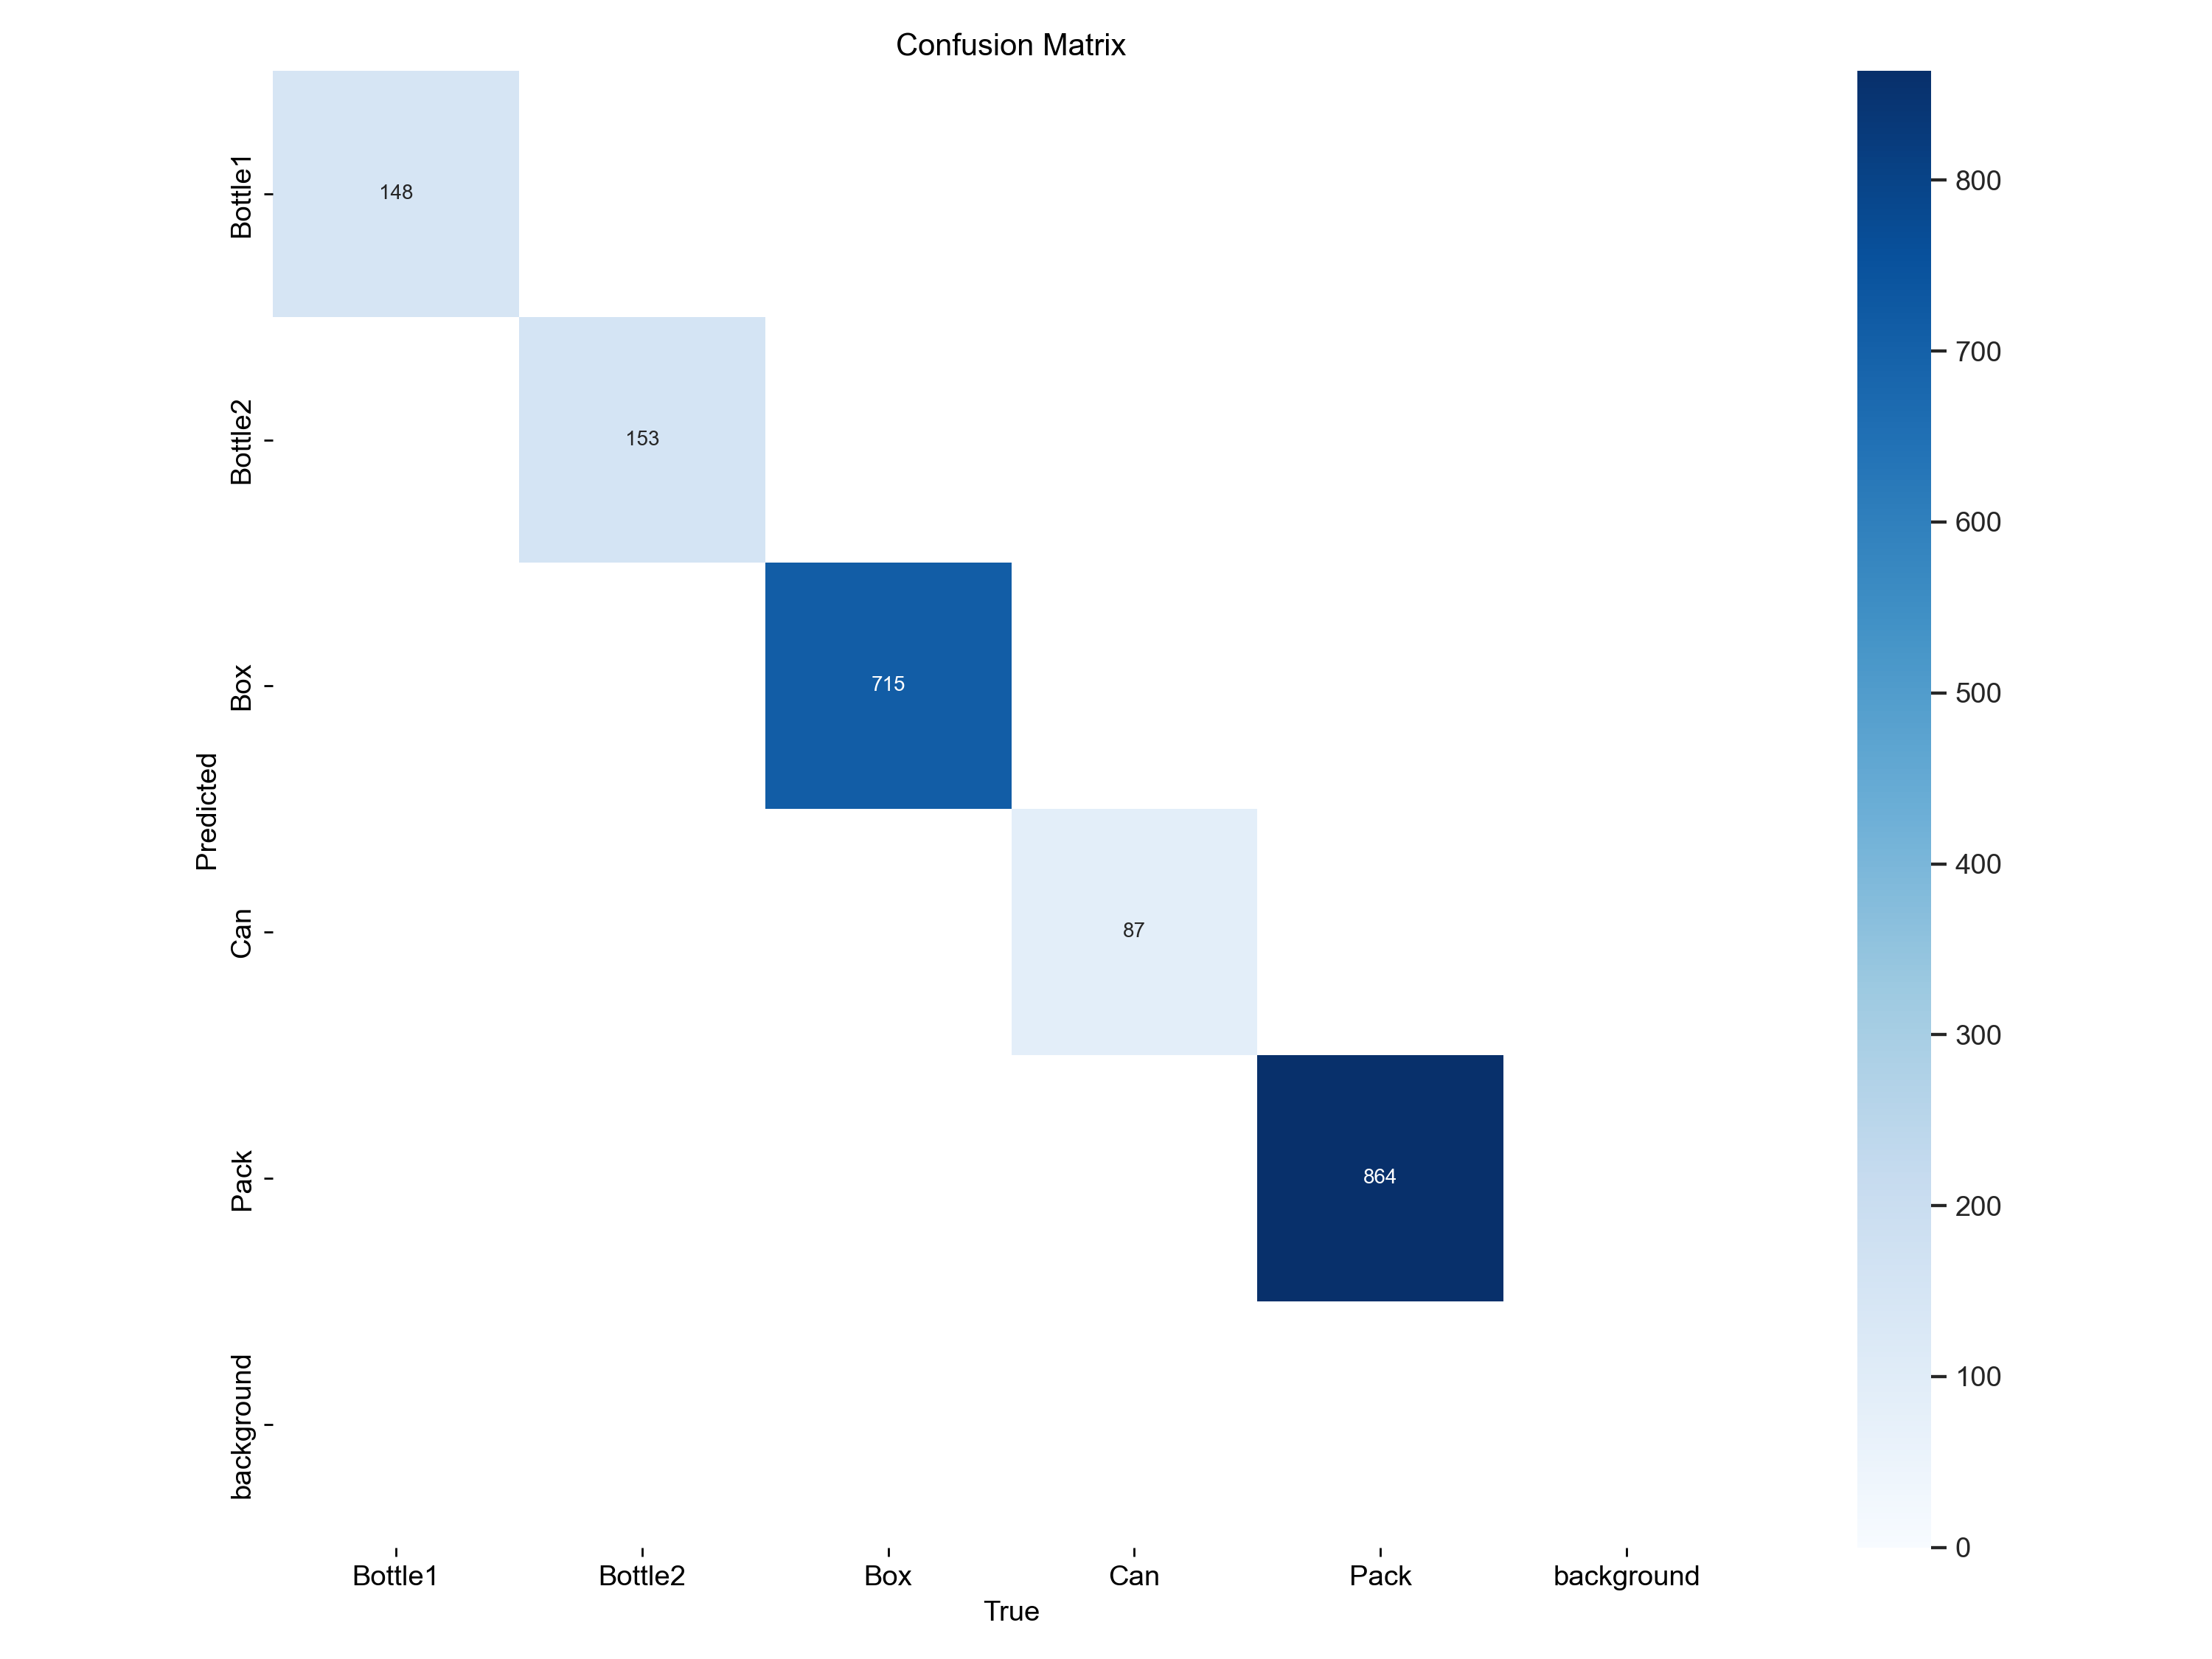 Confusion Matrix
Bottle1
148
Bottle2
153
Box
715
Can
87
Pack
864
background
Predicted
Bottle1 Bottle2 Box Can Pack background
True
800
700
600
500
400
300
200
100
0